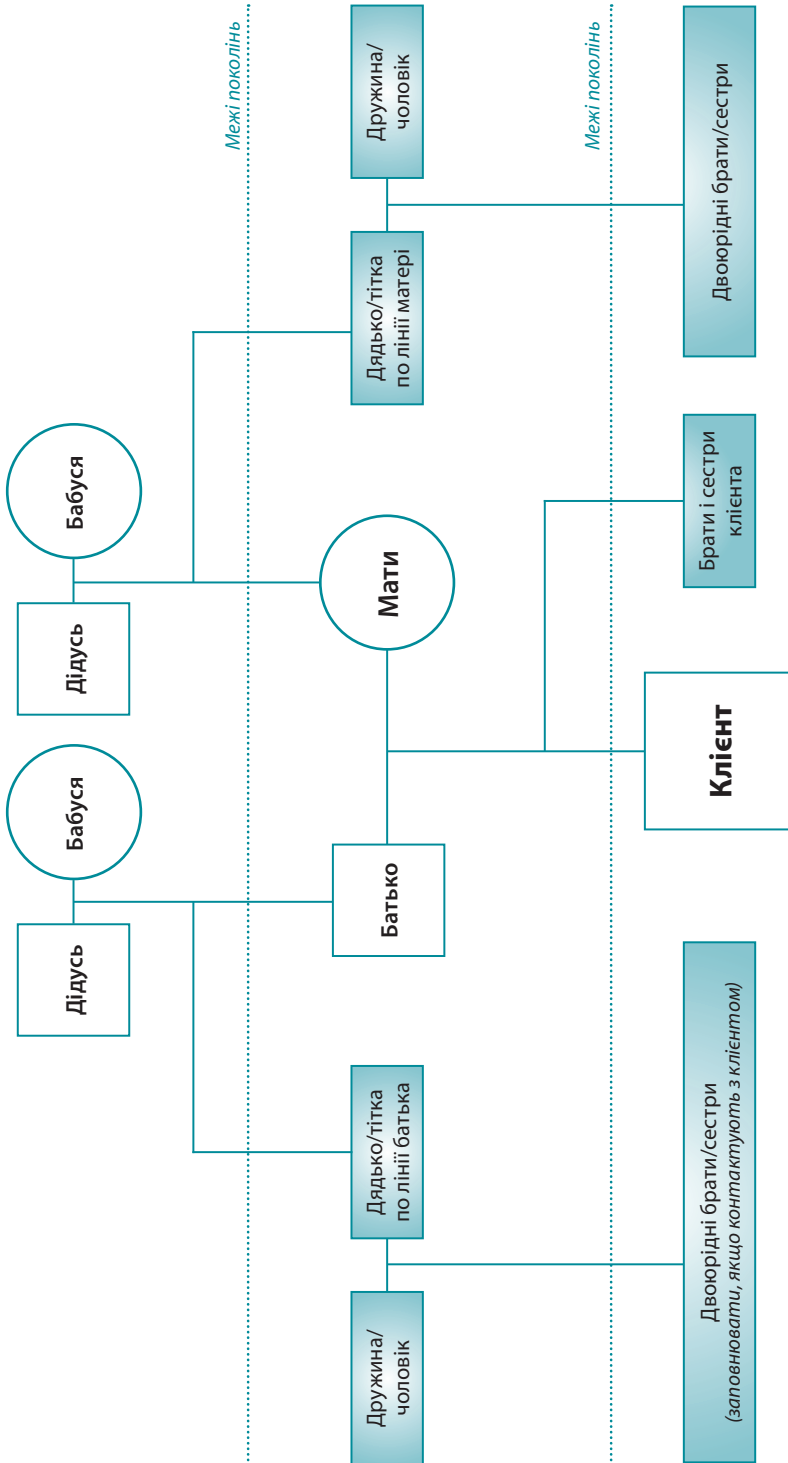 Дідусь
Бабуся
Дідусь
Бабуся
Межі поколінь
Дружина/
чоловік
Дядько/тітка
по лінії батька
Батько
Мати
Дядько/тітка
по лінії матері
Дружина/
чоловік
Межі поколінь
Двоюрідні брати/сестри
(заповнювати, якщо контактують з клієнтом)
Клієнт
Брати і сестри
клієнта
Двоюрідні брати/сестри